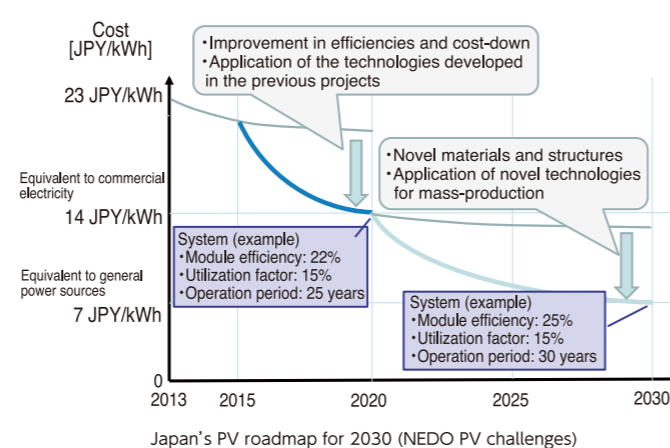 Cost
[JPY/kWh]
・Improvement in efficiencies and cost-down
・Application of the technologies developed
in the previous projects
23 JPY/kWh
・Novel materials and structures
・Application of novel technologies
for mass-production
Equivalent to commercial
electricity
14 JPY/kWh
System (example)
・Module efficiency: 22%
・Utilization factor: 15%
・Operation period: 25 years
Equivalent to general
power sources
7 JPY/kWh
System (example)
・Module efficiency: 25%
・Utilization factor: 15%
・Operation period: 30 years
0
2013 2015 2020 2025 2030
Japan's PV roadmap for 2030 (NEDO PV challenges)